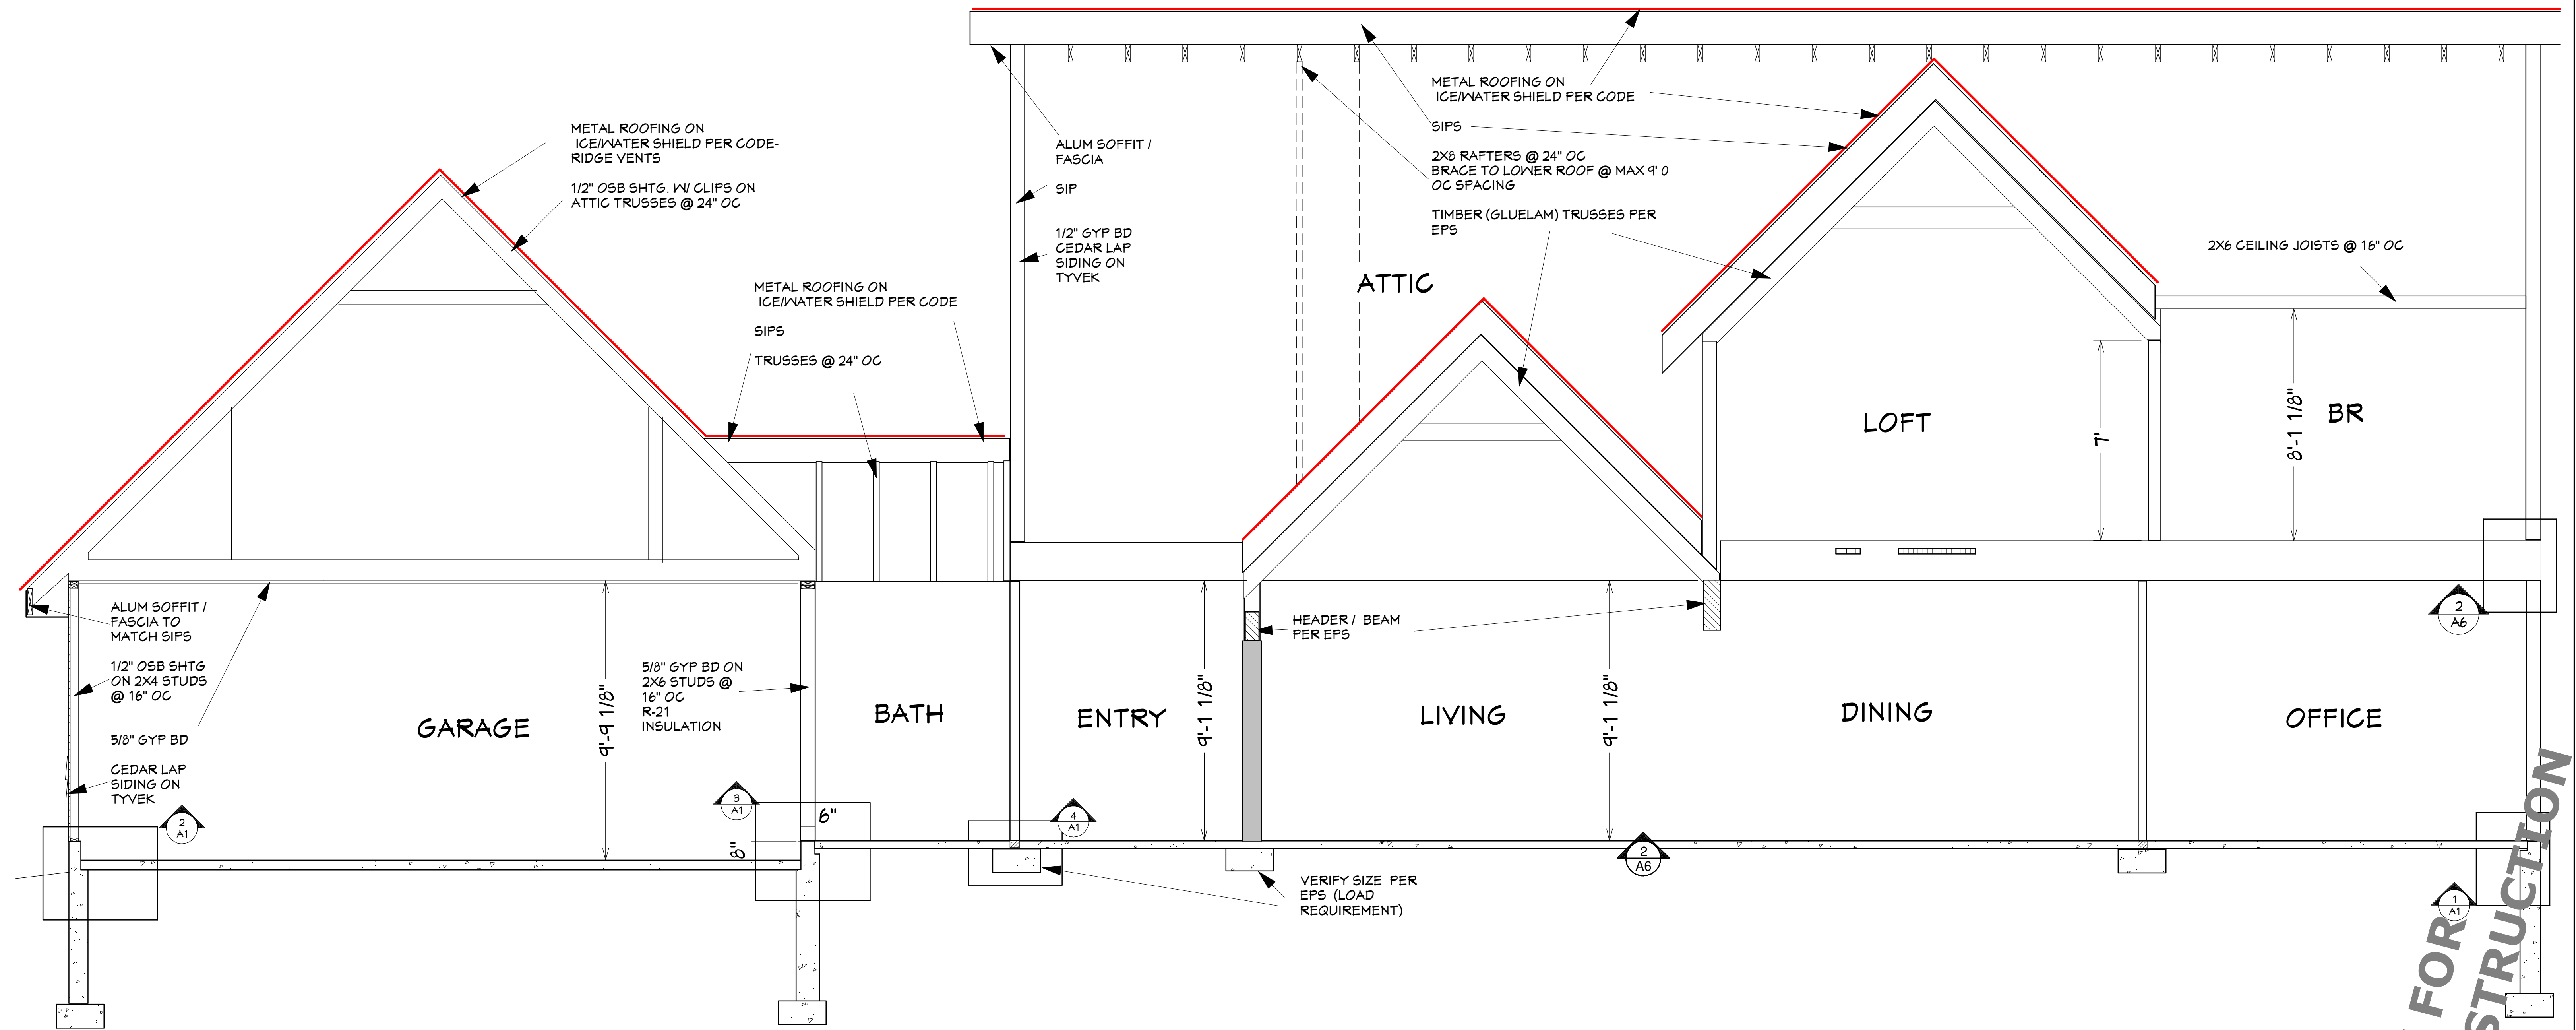 METAL ROOFING ON
ICE/WATER SHIELD PER CODE-
RIDGE VENTS
1/2" OSB SHTG. W/ CLIPS ON
ATTIC TRUSSES @ 24" OC
METAL ROOFING ON
ICE/WATER SHIELD PER CODE
SIPS
TRUSSES @ 24" OC
ALUM SOFFIT /
FASCIA
SIP
1/2" GYP BD
CEDAR LAP
SIDING ON
TYVEK
METAL ROOFING ON
ICE/WATER SHIELD PER CODE
SIPS
2X8 RAFTERS @ 24" OC
BRACE TO LOWER ROOF @ MAX 9' 0
OC SPACING
TIMBER (GLUELAM) TRUSSES PER
EPS
ATTIC
2X6 CEILING JOISTS @ 16" OC
LOFT
7'
8'-1 1/8"
BR
ALUM SOFFIT /
FASCIA TO
MATCH SIPS
1/2" OSB SHTG
ON 2X4 STUDS
@ 16" OC
5/8" GYP BD
CEDAR LAP
SIDING ON
TYVEK
GARAGE
9'-9 1/8"
5/8" GYP BD ON
2X6 STUDS @
16" OC
R-21
INSULATION
BATH
ENTRY
9'-1 1/8"
HEADER / BEAM
PER EPS
LIVING
9'-1 1/8"
DINING
OFFICE
2
A6
2
A1
3
A1
6"
8"
4
A1
2
A6
VERIFY SIZE PER
EPS (LOAD
REQUIREMENT)
1
A1
FOR
STRUCTION